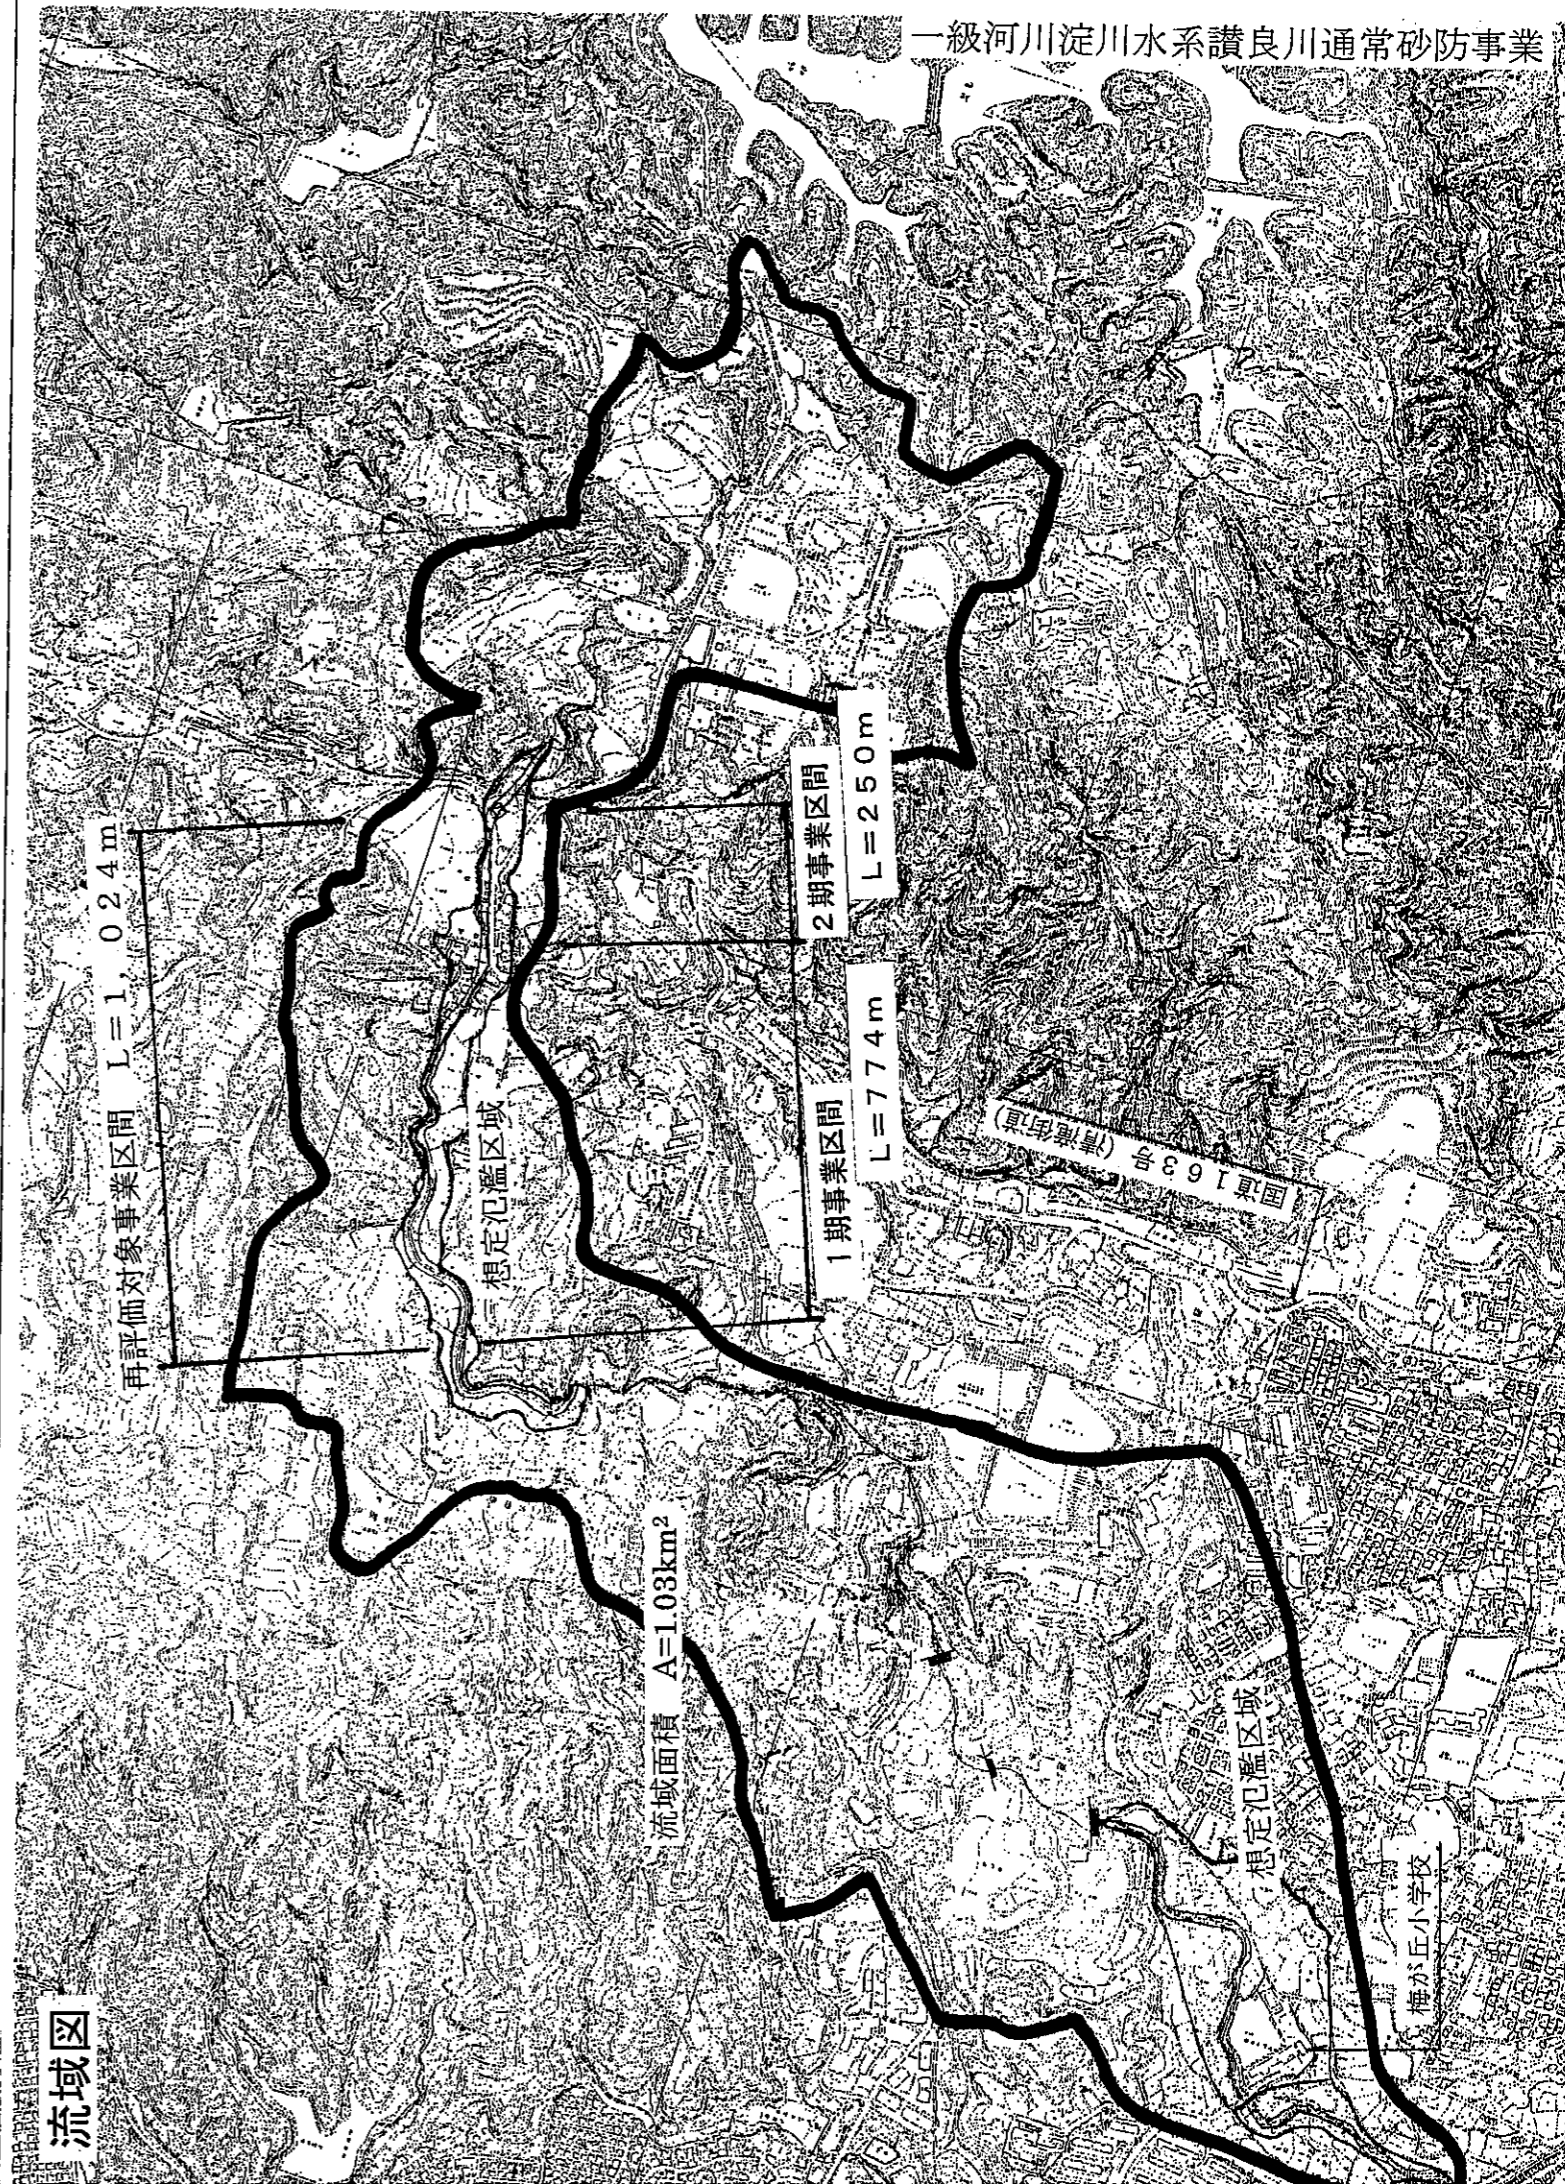 流域図
一級河川淀川水系讃良川通常砂防事業
再評価対象事業区間 L=1,024m
想定氾濫区域
2期事業区間
L=250m
1期事業区間
L=774m
国道163号(清滝街道)
流域面積 A=1.03km²
想定氾濫区域
梅が丘小学校